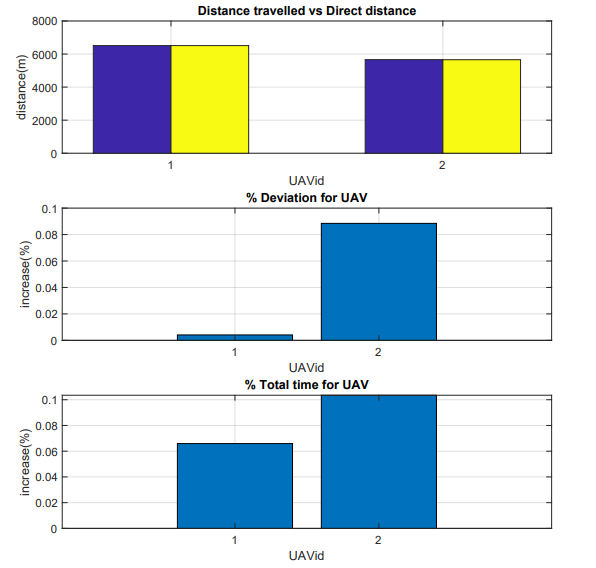 Distance travelled vs Direct distance
8000
6000
4000
2000
0
distance(m)
1 2
UAVid
% Deviation for UAV
0.1
0.08
0.06
0.04
0.02
0
increase(%)
1 2
UAVid
% Total time for UAV
0.1
0.08
0.06
0.04
0.02
0
increase(%)
1 2
UAVid